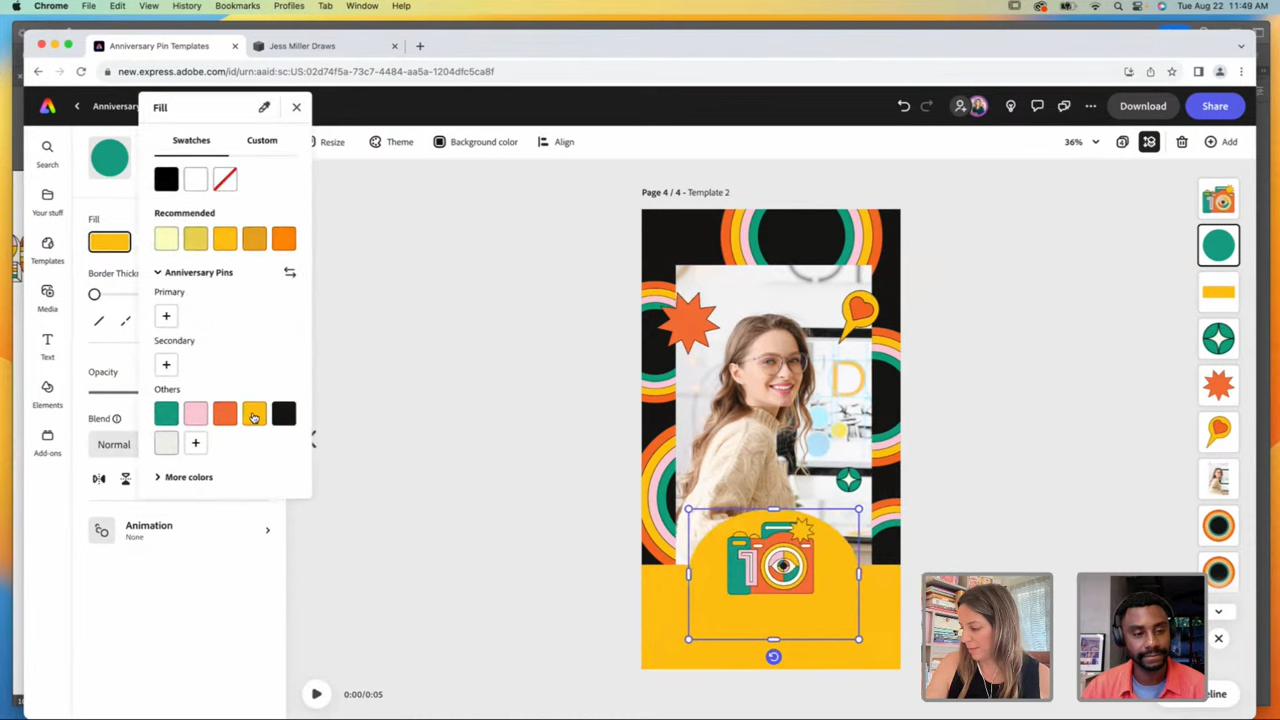 Chrome File Edit View History Bookmarks Profiles Tab Window Help
Tue Aug 22 11:49 AM
Anniversary Pin Templates
Jess Miller Draws
new.express.adobe.com/id/urn:aaid:sc:US:02d74f5a-73c7-4484-aa5a-1204dfc5ca8f
Anniversary
Download
Share
Fill
Swatches
Custom
Resize
Theme
Background color
Align
36%
Add
Search
Your stuff
Templates
Media
Text
Elements
Add-ons
Fill
Border Thick
Opacity
Blend
Normal
Animation
None
Recommended
Anniversary Pins
Primary
Secondary
Others
More colors
Page 4 / 4 - Template 2
D
10
0:00/0:05
eline